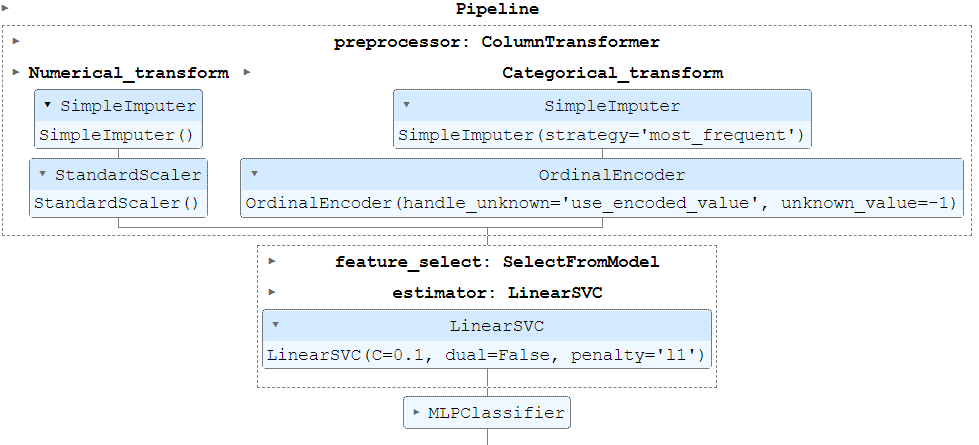 Pipeline
preprocessor: ColumnTransformer
Numerical_transform
Categorical_transform
SimpleImputer
SimpleImputer()
SimpleImputer
SimpleImputer(strategy='most_frequent')
StandardScaler
StandardScaler()
OrdinalEncoder
OrdinalEncoder(handle_unknown='use_encoded_value', unknown_value=-1)
feature_select: SelectFromModel
estimator: LinearSVC
LinearSVC
LinearSVC(C=0.1, dual=False, penalty='l1')
MLPClassifier